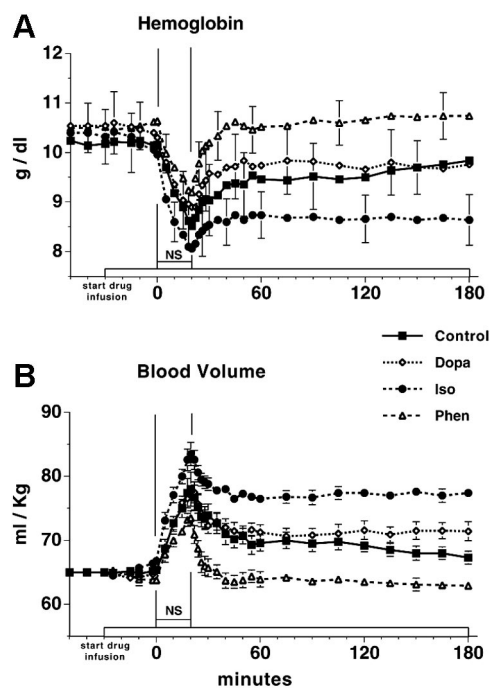 A
Hemoglobin
12
11
10
9
8
g / dl
NS
start drug
infusion
0
60
120
180
Control
Dopa
Iso
Phen
B
Blood Volume
90
80
70
60
ml / Kg
NS
start drug
infusion
0
60
120
180
minutes